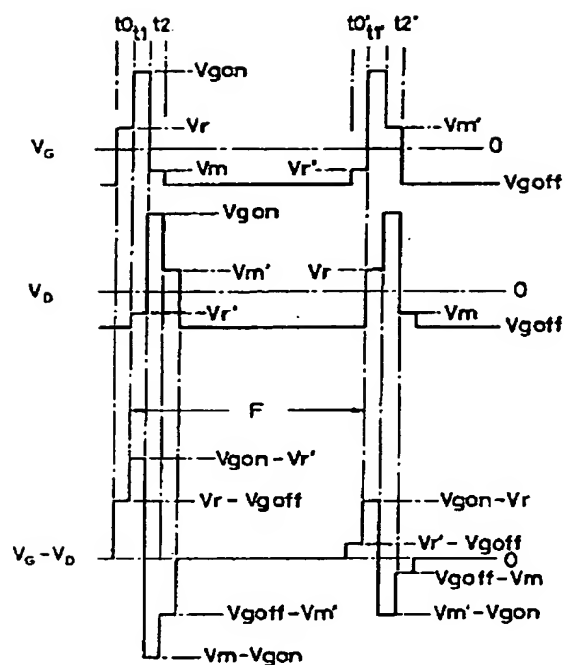 t0 t1 t2 t0' t1' t2'
Vgon
Vr Vm'
VG 0
Vm Vr'
Vgoff
Vgon
Vm' Vr
VD 0
Vr' Vm
Vgoff
F
Vgon-Vr'
Vr-Vgoff Vgon-Vr
Vr'-Vgoff
VG-VD 0
Vgoff-Vm
Vgoff-Vm' Vm'-Vgon
Vm-Vgon